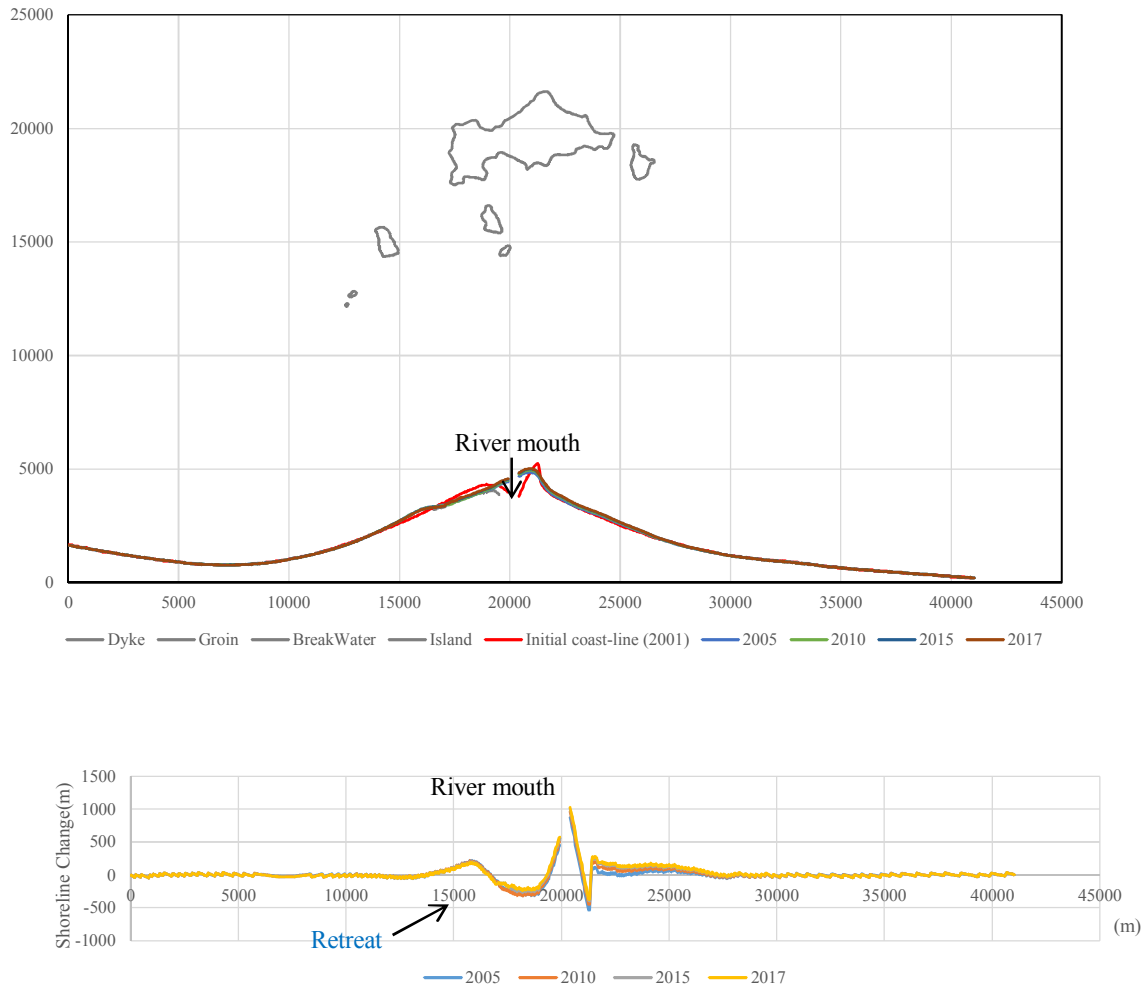 25000
20000
15000
10000
5000
0
River mouth
0 5000 10000 15000 20000 25000 30000 35000 40000 45000
Dyke Groin BreakWater Island Initial coast-line (2001) 2005 2010 2015 2017
Shoreline Change(m)
1500
1000
500
0
-500
-1000
River mouth
0 5000 10000 15000 20000 25000 30000 35000 40000 45000
(m)
Retreat
2005 2010 2015 2017